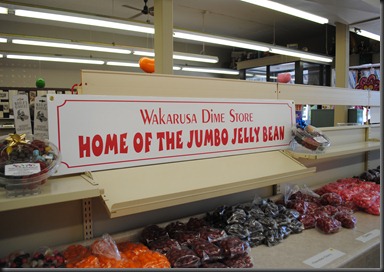 Wakarusa Dime Store
HOME OF THE JUMBO JELLY BEAN